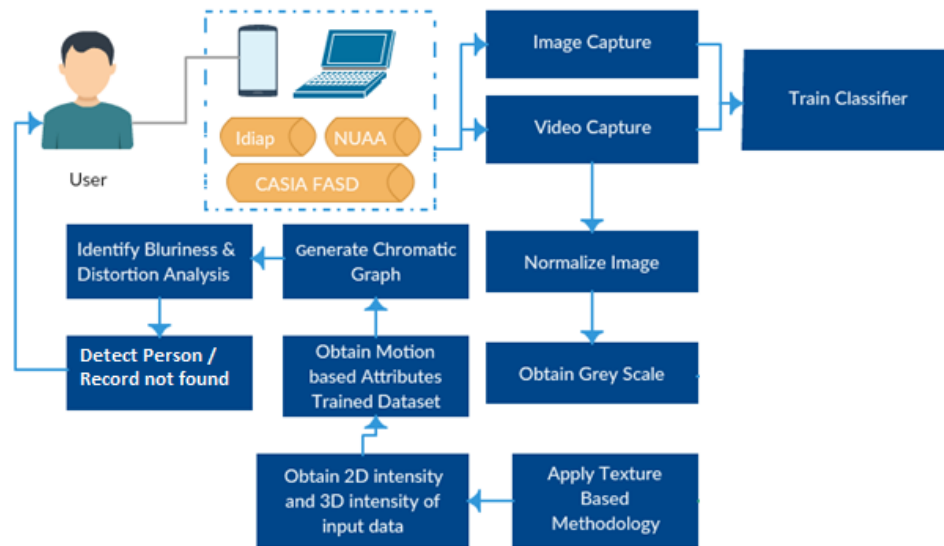 User
Idiap
NUAA
CASIA FASD
Image Capture
Video Capture
Train Classifier
Identify Bluriness &
Distortion Analysis
Generate Chromatic
Graph
Normalize Image
Detect Person /
Record not found
Obtain Motion
based Attributes
Trained Dataset
Obtain Grey Scale
Obtain 2D intensity
and 3D intensity of
input data
Apply Texture
Based
Methodology